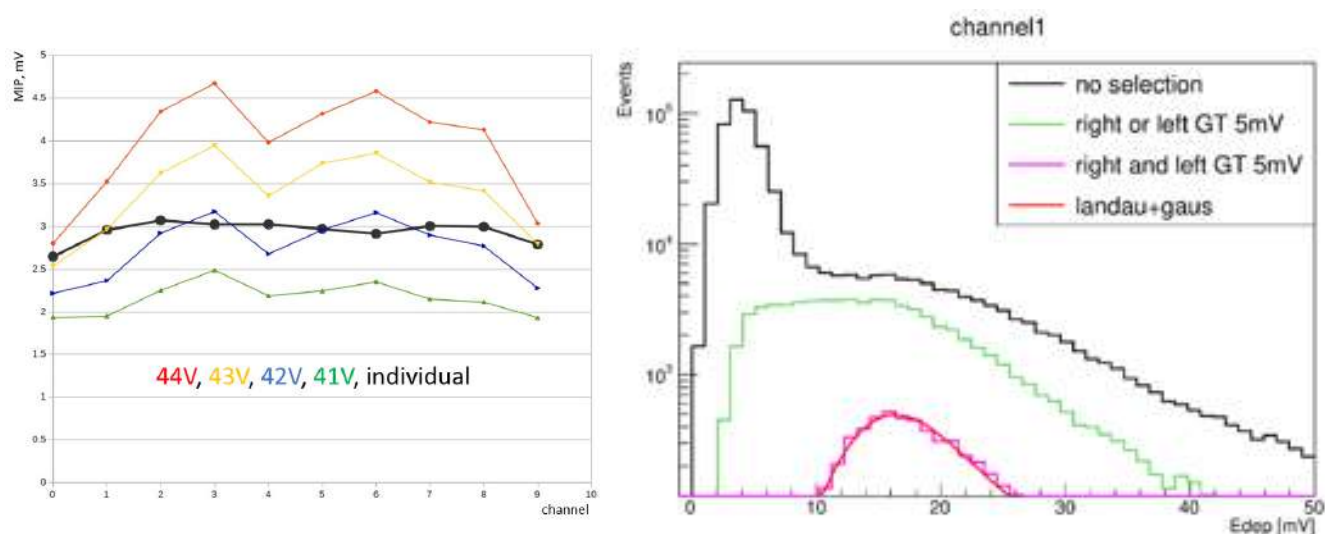 MIP, mV
5
4.5
4
3.5
3
2.5
2
1.5
1
0.5
0
44V, 43V, 42V, 41V, individual
0 1 2 3 4 5 6 7 8 9 10
channel
channel1
Events
10⁵
10⁴
10³
no selection
right or left GT 5mV
right and left GT 5mV
landau+gaus
0 10 20 30 40 50
Edep [mV]